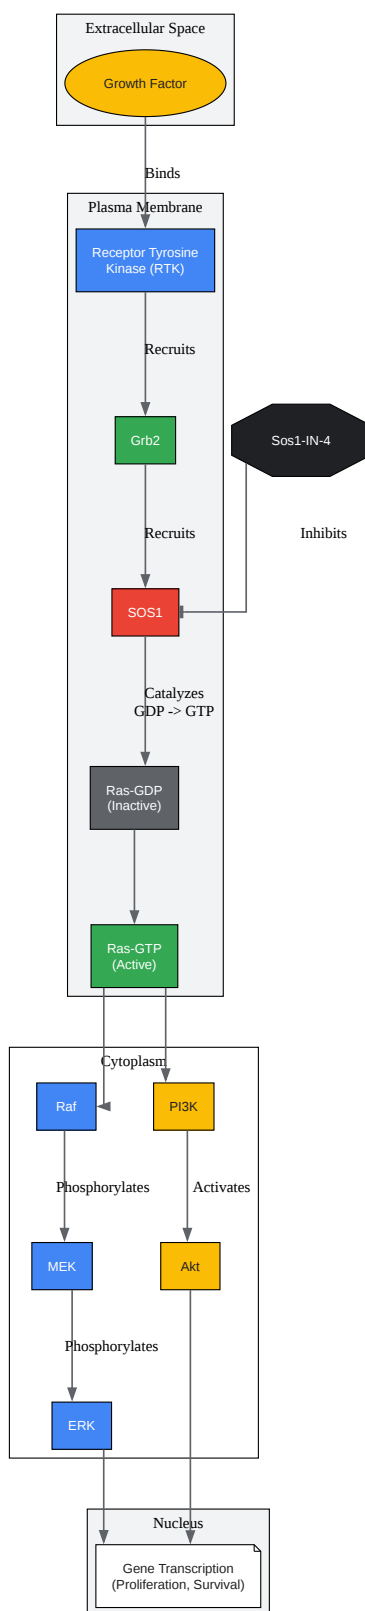 Extracellular Space
Growth Factor
Binds
Plasma Membrane
Receptor Tyrosine
Kinase (RTK)
Recruits
Grb2
Sos1-IN-4
Recruits
Inhibits
SOS1
Catalyzes
GDP -> GTP
Ras-GDP
(Inactive)
Ras-GTP
(Active)
Cytoplasm
Raf
PI3K
Phosphorylates
Activates
MEK
Akt
Phosphorylates
ERK
Nucleus
Gene Transcription
(Proliferation, Survival)